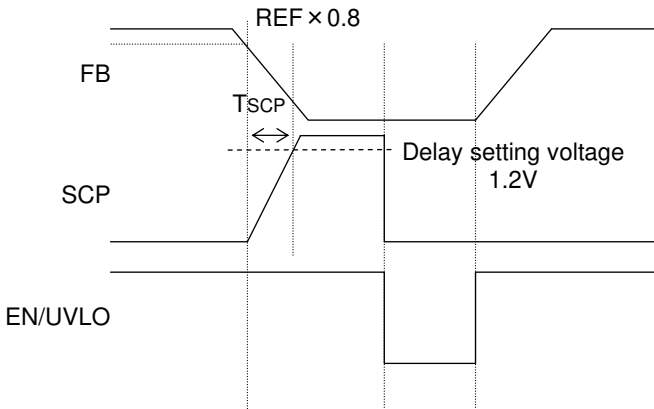 REF×0.8
FB
TSCP
Delay setting voltage
1.2V
SCP
EN/UVLO